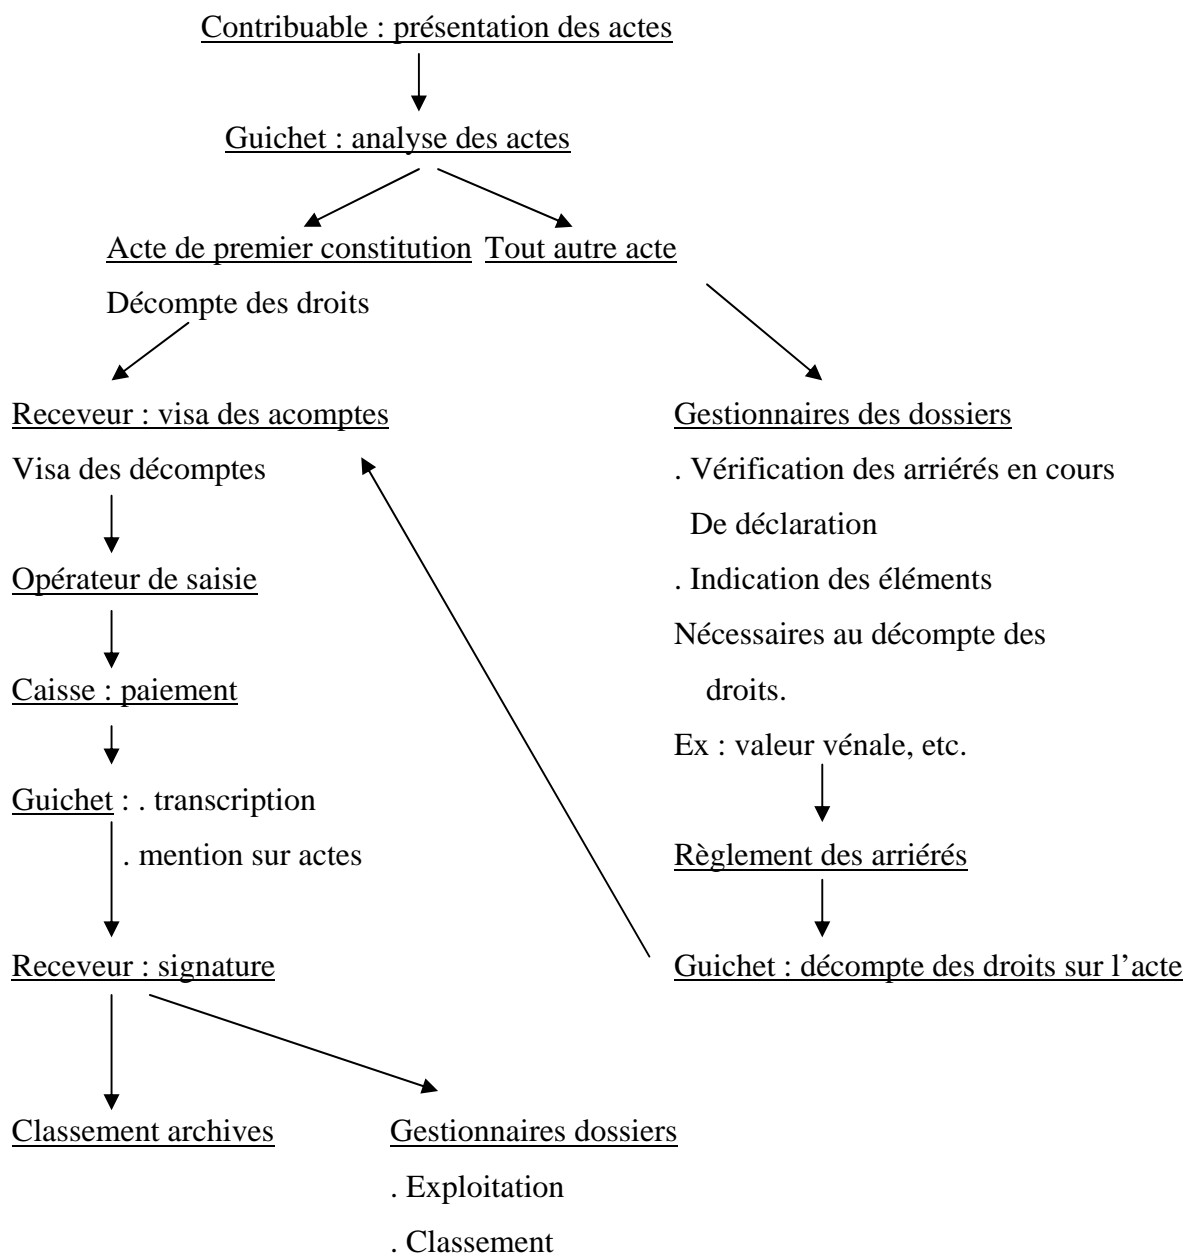 Contribuable : présentation des actes
Guichet : analyse des actes
Acte de premier constitution Tout autre acte
Décompte des droits
Receveur : visa des acomptes
Visa des décomptes
Opérateur de saisie
Caisse : paiement
Guichet : . transcription
. mention sur actes
Receveur : signature
Gestionnaires des dossiers
. Vérification des arriérés en cours
De déclaration
. Indication des éléments
Nécessaires au décompte des
droits.
Ex : valeur vénale, etc.
Règlement des arriérés
Guichet : décompte des droits sur l’acte
Classement archives
Gestionnaires dossiers
. Exploitation
. Classement